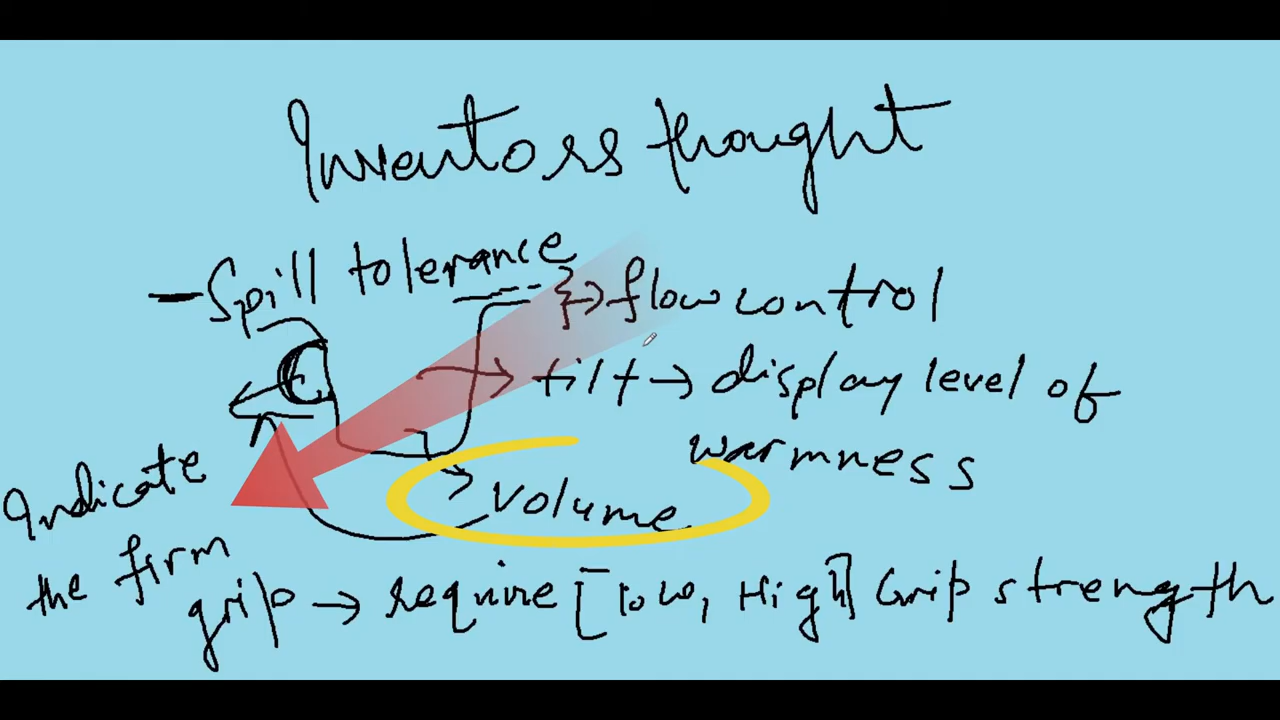 Inventors thought
- Spill tolerance
} → flow control
tilt → display level of
warmness
volume
Indicate
the firm
grip → require [low, High] Grip strength